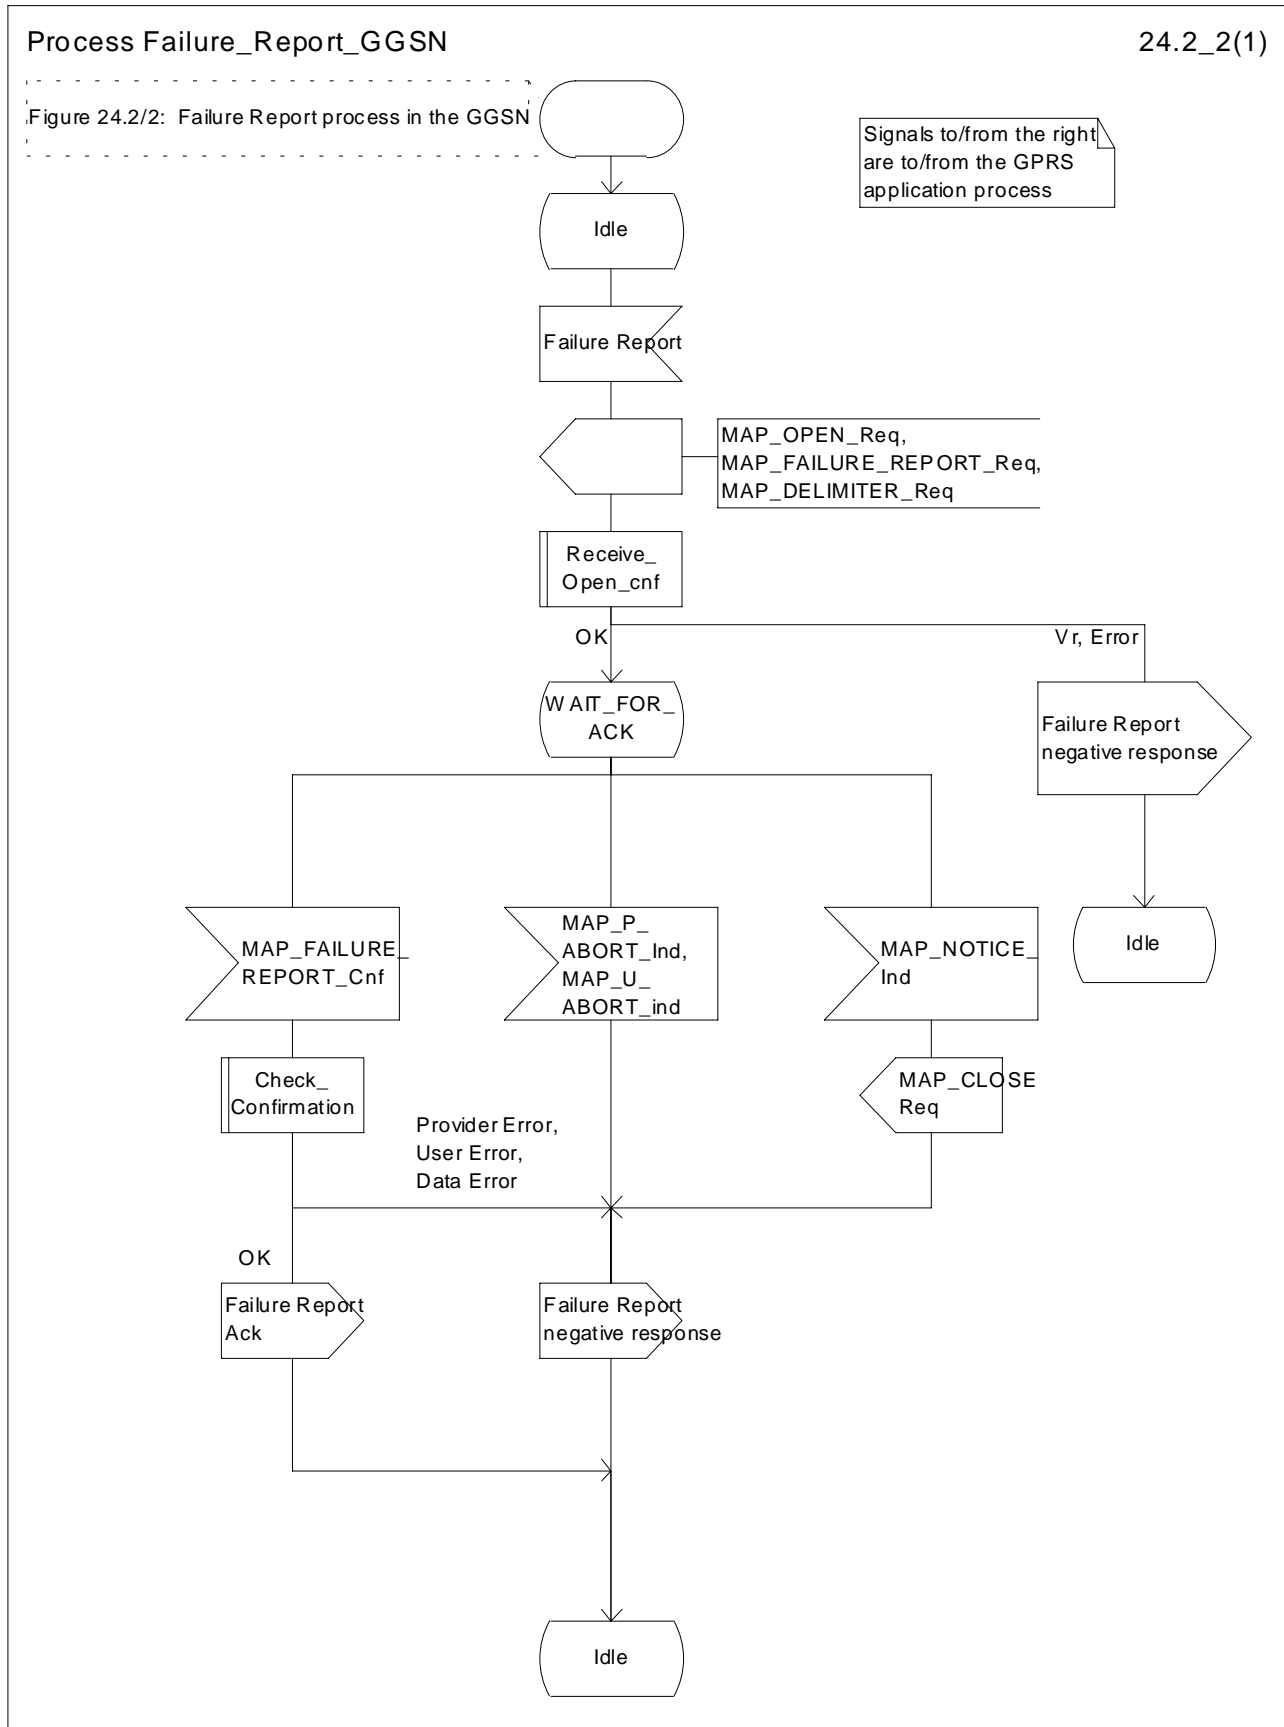 Process Failure_Report_GGSN
24.2_2(1)
Figure 24.2/2: Failure Report process in the GGSN
Signals to/from the right
are to/from the GPRS
application process
Idle
Failure Report
MAP_OPEN_Req,
MAP_FAILURE_REPORT_Req,
MAP_DELIMITER_Req
Receive_
Open_cnf
OK
Vr, Error
WAIT_FOR_
ACK
Failure Report
negative response
MAP_FAILURE_
REPORT_Cnf
MAP_P_
ABORT_Ind,
MAP_U_
ABORT_ind
MAP_NOTICE_
Ind
Idle
Check_
Confirmation
MAP_CLOSE
Req
Provider Error,
User Error,
Data Error
OK
Failure Report
Ack
Failure Report
negative response
Idle